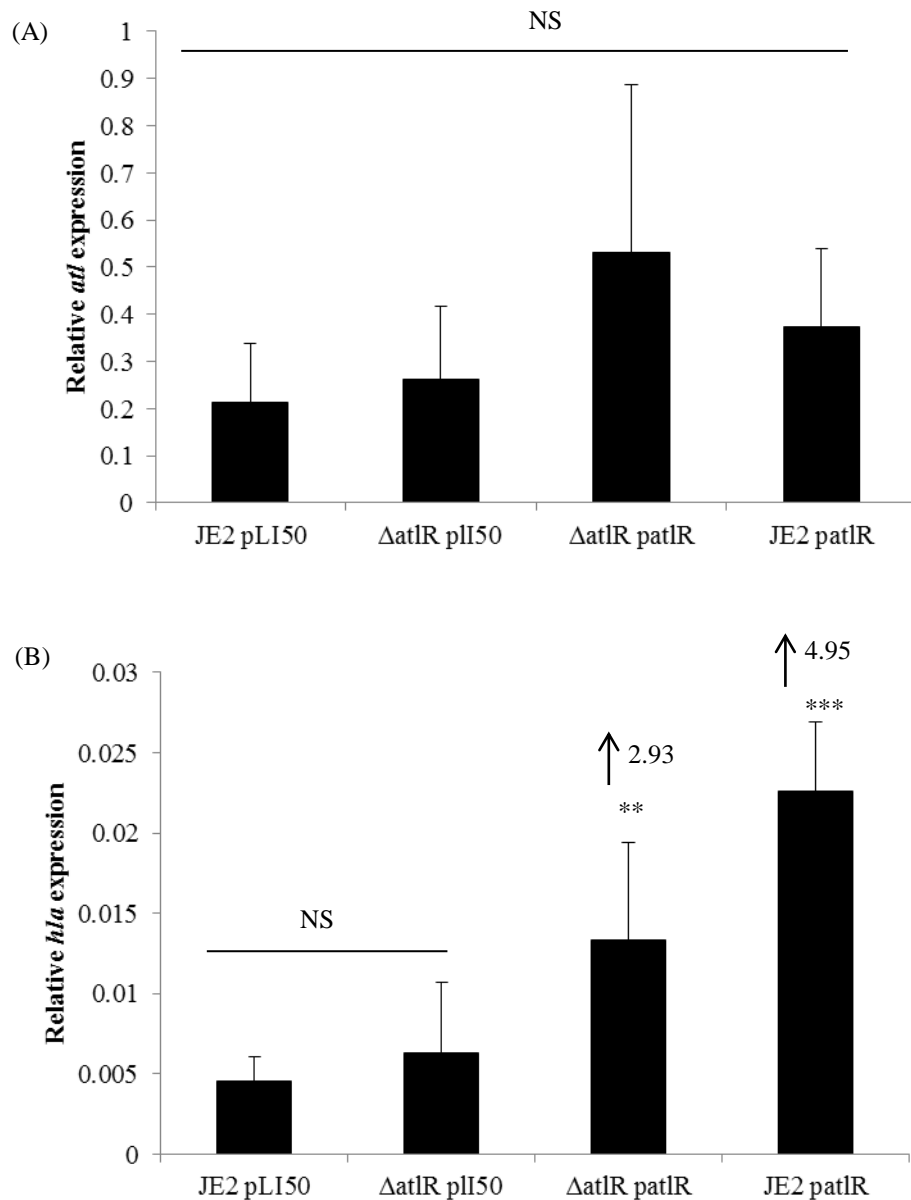 (A)
NS
1
0.9
0.8
0.7
0.6
0.5
0.4
0.3
0.2
0.1
0
Relative atl expression
JE2 pLI50 ΔatlR plI50 ΔatlR patlR JE2 patlR
(B)
0.03
0.025
0.02
0.015
0.01
0.005
0
Relative hla expression
NS
2.93
**
4.95
***
JE2 pLI50 ΔatlR plI50 ΔatlR patlR JE2 patlR